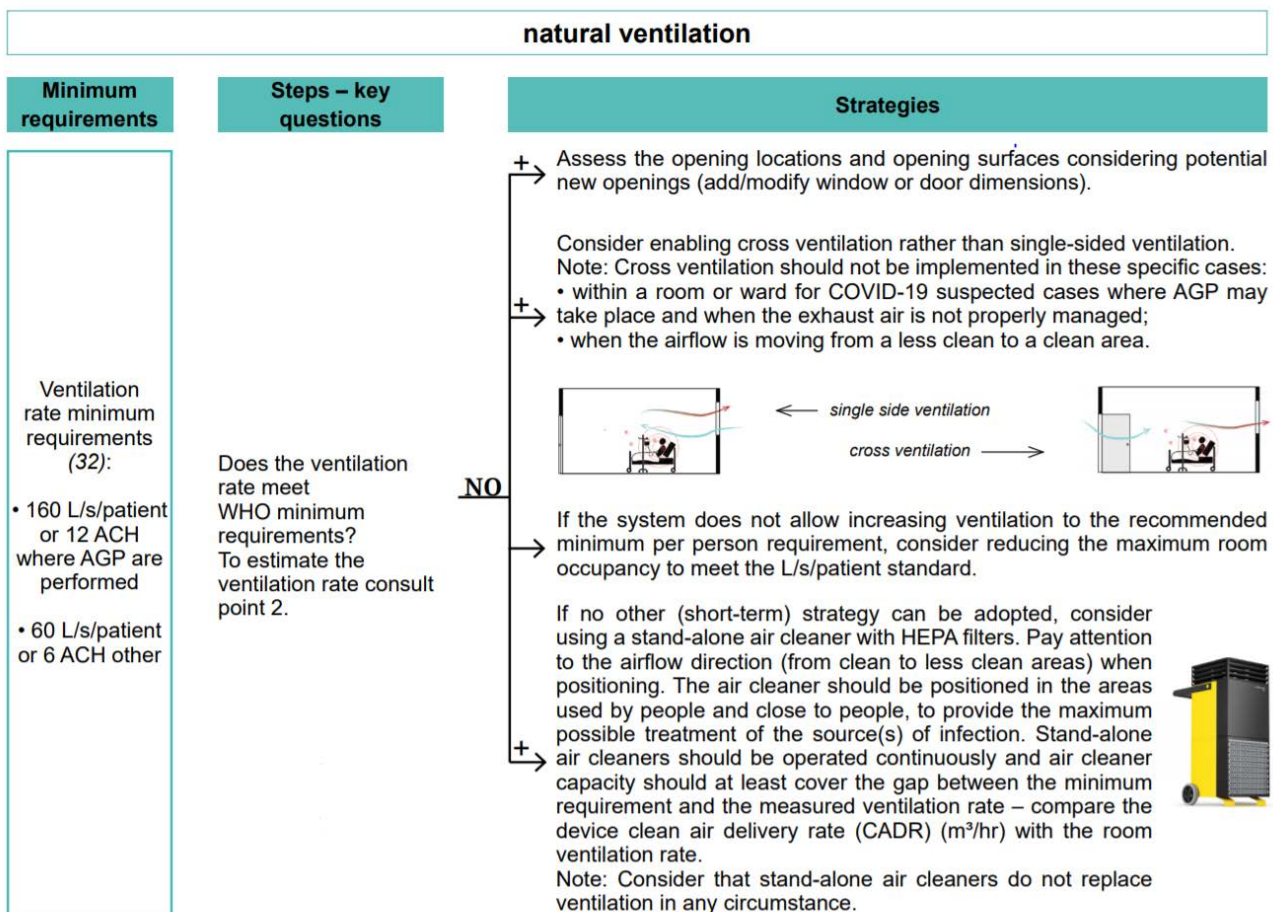 natural ventilation
Minimum
requirements
Steps – key
questions
Strategies
Ventilation
rate minimum
requirements
(32):
• 160 L/s/patient
or 12 ACH
where AGP are
performed
• 60 L/s/patient
or 6 ACH other
Does the ventilation
rate meet
WHO minimum
requirements?
To estimate the
ventilation rate consult
point 2.
NO
+
Assess the opening locations and opening surfaces considering potential
new openings (add/modify window or door dimensions).
+
Consider enabling cross ventilation rather than single-sided ventilation.
Note: Cross ventilation should not be implemented in these specific cases:
• within a room or ward for COVID-19 suspected cases where AGP may
take place and when the exhaust air is not properly managed;
• when the airflow is moving from a less clean to a clean area.
single side ventilation
cross ventilation
If the system does not allow increasing ventilation to the recommended
minimum per person requirement, consider reducing the maximum room
occupancy to meet the L/s/patient standard.
+
If no other (short-term) strategy can be adopted, consider
using a stand-alone air cleaner with HEPA filters. Pay attention
to the airflow direction (from clean to less clean areas) when
positioning. The air cleaner should be positioned in the areas
used by people and close to people, to provide the maximum
possible treatment of the source(s) of infection. Stand-alone
air cleaners should be operated continuously and air cleaner
capacity should at least cover the gap between the minimum
requirement and the measured ventilation rate – compare the
device clean air delivery rate (CADR) (m³/hr) with the room
ventilation rate.
Note: Consider that stand-alone air cleaners do not replace
ventilation in any circumstance.